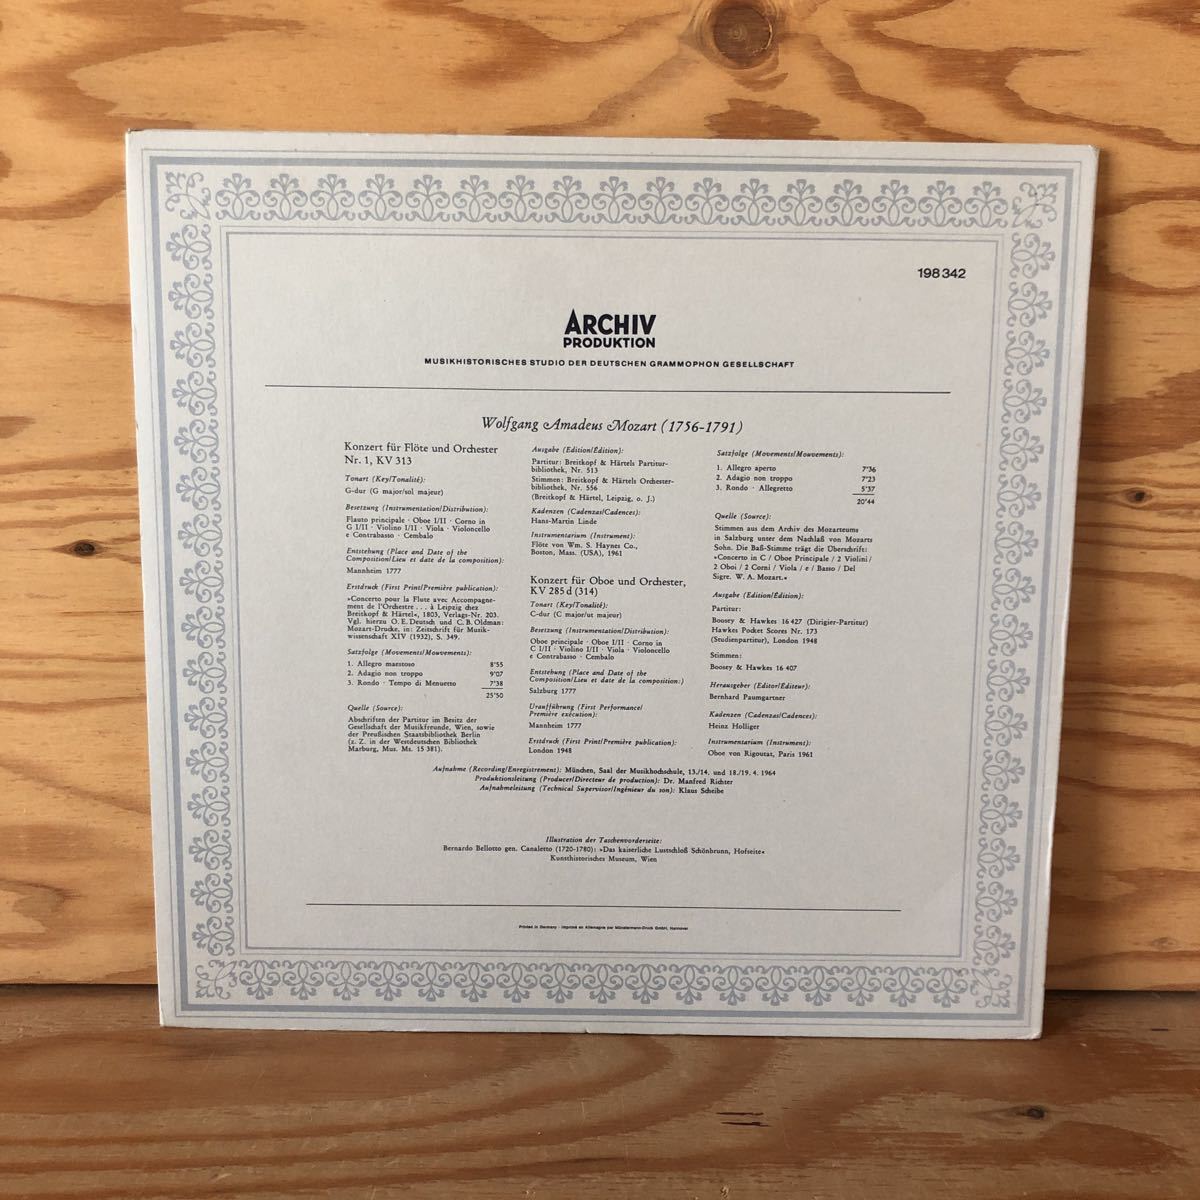 198 342
ARCHIV
PRODUKTION
MUSIKHISTORISCHES STUDIO DER DEUTSCHEN GRAMMOPHON GESELLSCHAFT
Wolfgang Amadeus Mozart (1756-1791)
Konzert für Flöte und Orchester
Nr. 1, KV 313
Tonart (Key/Tonalité):
G-dur (G major/sol majeur)
Besetzung (Instrumentation/Distribution):
Flauto principale · Oboe I/II · Corno in
G I/II · Violino I/II · Viola · Violoncello
e Contrabasso · Cembalo
Entstehung (Place and Date of the
Composition/Lieu et date de la composition):
Mannheim 1777
Erstdruck (First Print/Première publication):
»Concerto pour la Flute avec Accompagne-
ment de l'Orchestre . . . à Leipzig chez
Breitkopf & Härtel«, 1803, Verlags-Nr. 203.
Vgl. hierzu O. E. Deutsch und C. B. Oldman:
Mozart-Drucke, in: Zeitschrift für Musik-
wissenschaft XIV (1932), S. 349.
Satzfolge (Movements/Mouvements):
1. Allegro maestoso 8'55
2. Adagio non troppo 9'07
3. Rondo · Tempo di Menuetto 7'38
25'50
Quelle (Source):
Abschriften der Partitur im Besitz der
Gesellschaft der Musikfreunde, Wien, sowie
der Preußischen Staatsbibliothek Berlin
(z. Z. in der Westdeutschen Bibliothek
Marburg, Mus. Ms. 15 381).
Ausgabe (Edition/Édition):
Partitur: Breitkopf & Härtels Partitur-
bibliothek, Nr. 513
Stimmen: Breitkopf & Härtels Orchester-
bibliothek, Nr. 556
(Breitkopf & Härtel, Leipzig, o. J.)
Kadenzen (Cadenzas/Cadences):
Hans-Martin Linde
Instrumentarium (Instrument):
Flöte von Wm. S. Haynes Co.,
Boston, Mass. (USA), 1961
Konzert für Oboe und Orchester,
KV 285 d (314)
Tonart (Key/Tonalité):
C-dur (C major/ut majeur)
Besetzung (Instrumentation/Distribution):
Oboe principale · Oboe I/II · Corno in
C I/II · Violino I/II · Viola · Violoncello
e Contrabasso · Cembalo
Entstehung (Place and Date of the
Composition/Lieu et date de la composition:)
Salzburg 1777
Uraufführung (First Performance/
Première exécution):
Mannheim 1777
Erstdruck (First Print/Première publication):
London 1948
Satzfolge (Movements/Mouvements):
1. Allegro aperto 7'36
2. Adagio non troppo 7'23
3. Rondo · Allegretto 5'37
20'44
Quelle (Source):
Stimmen aus dem Archiv des Mozarteums
in Salzburg unter dem Nachlaß von Mozarts
Sohn. Die Baß-Stimme trägt die Überschrift:
»Concerto in C / Oboe Principale / 2 Violini /
2 Oboi / 2 Corni / Viola / e / Basso / Del
Sigre. W. A. Mozart.«
Ausgabe (Edition/Édition):
Partitur:
Boosey & Hawkes 16 427 (Dirigier-Partitur)
Hawkes Pocket Scores Nr. 173
(Studienpartitur), London 1948
Stimmen:
Boosey & Hawkes 16 407
Herausgeber (Editor/Editeur):
Bernhard Paumgartner
Kadenzen (Cadenzas/Cadences):
Heinz Holliger
Instrumentarium (Instrument):
Oboe von Rigoutat, Paris 1961
Aufnahme (Recording/Enregistrement): München, Saal der Musikhochschule, 13./14. und 18./19. 4. 1964
Produktionsleitung (Producer/Directeur de production): Dr. Manfred Richter
Aufnahmeleitung (Technical Supervisor/Ingénieur du son): Klaus Scheibe
Illustration der Taschenvorderseite:
Bernardo Bellotto gen. Canaletto (1720-1780): »Das kaiserliche Lustschloß Schönbrunn, Hofseite«
Kunsthistorisches Museum, Wien
Printed in Germany · Imprimé en Allemagne par Münstermann-Druck GmbH, Hannover